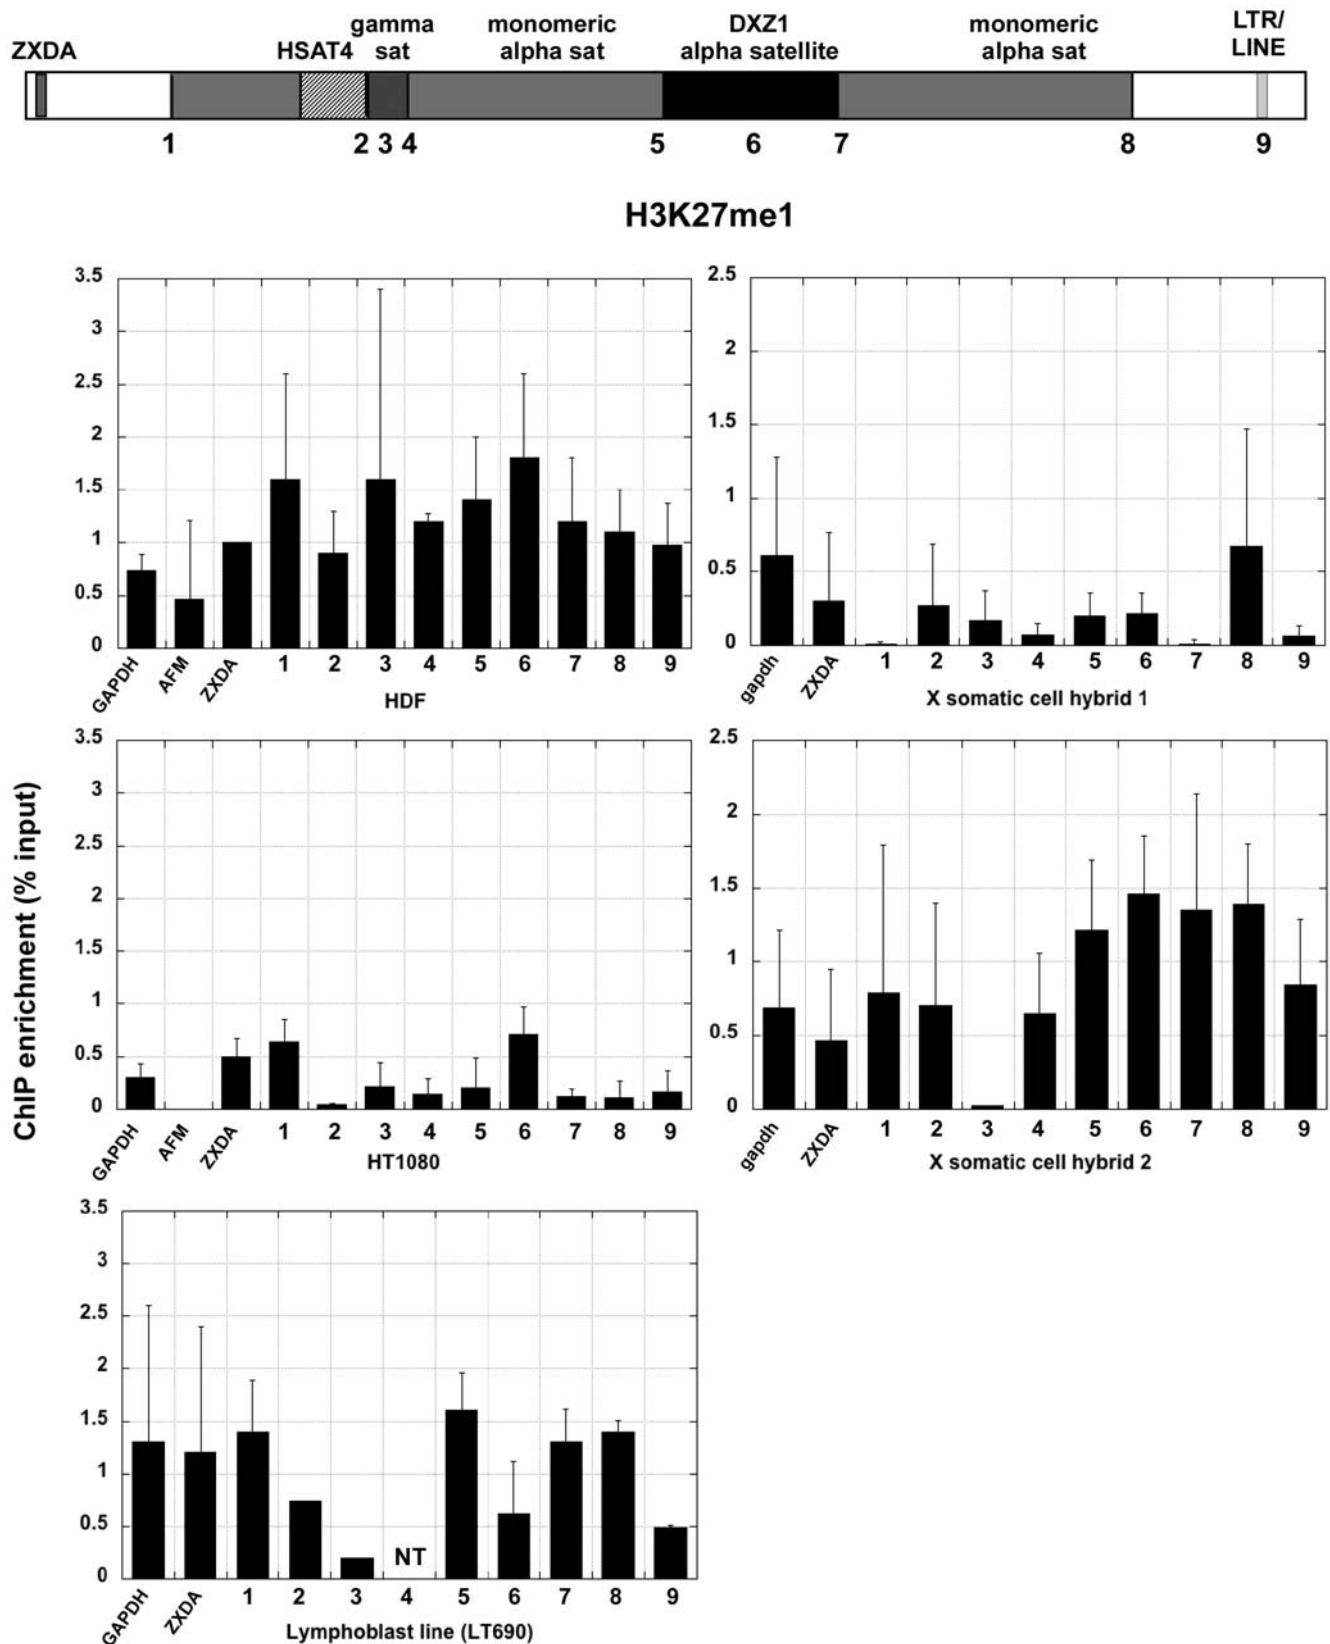 gamma monomeric DXZ1 monomeric LTR/
ZXDA HSAT4 sat alpha sat alpha satellite alpha sat LINE
1 2 3 4 5 6 7 8 9
H3K27me1
ChIP enrichment (% input)
3.5
3
2.5
2
1.5
1
0.5
0
GAPDH AFM ZXDA 1 2 3 4 5 6 7 8 9
HDF
2.5
2
1.5
1
0.5
0
gapdh ZXDA 1 2 3 4 5 6 7 8 9
X somatic cell hybrid 1
3.5
3
2.5
2
1.5
1
0.5
0
GAPDH AFM ZXDA 1 2 3 4 5 6 7 8 9
HT1080
2.5
2
1.5
1
0.5
0
gapdh ZXDA 1 2 3 4 5 6 7 8 9
X somatic cell hybrid 2
3.5
3
2.5
2
1.5
1
0.5
0
NT
GAPDH ZXDA 1 2 3 4 5 6 7 8 9
Lymphoblast line (LT690)